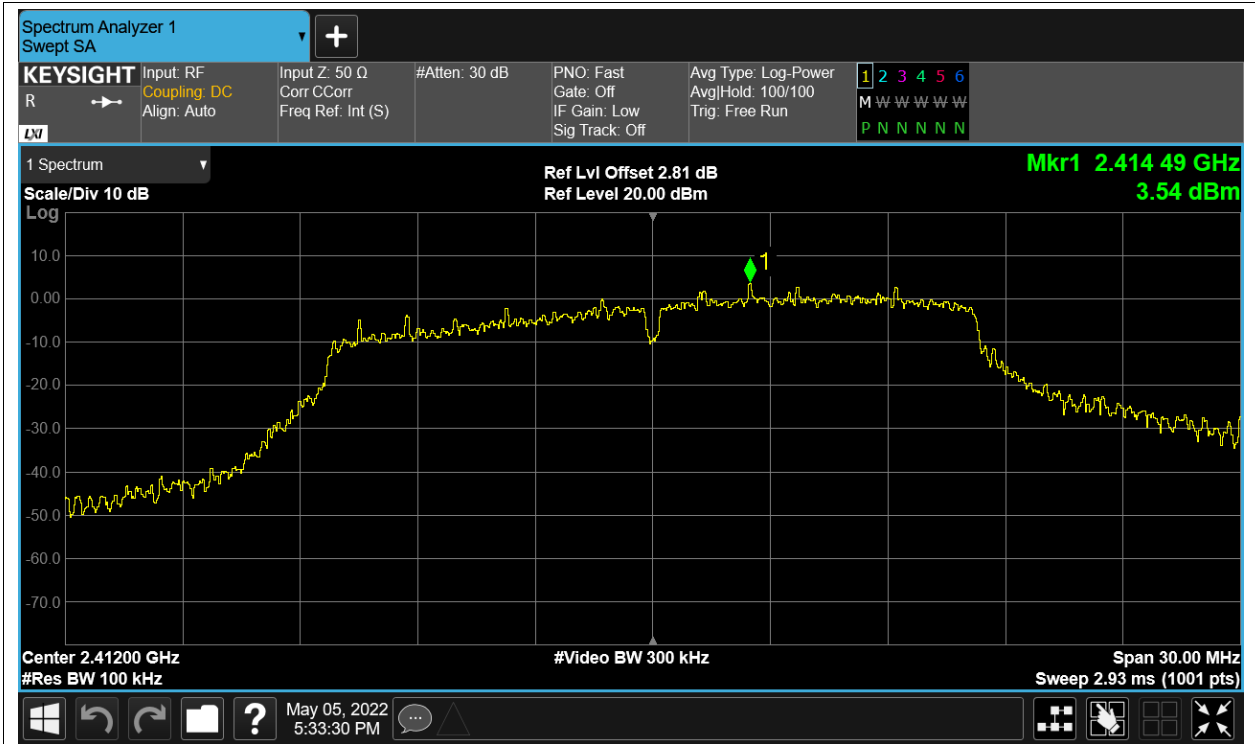 Spectrum Analyzer 1
Swept SA
KEYSIGHT
R
LXI
Input: RF
Coupling: DC
Align: Auto
Input Z: 50 Ω
Corr CCorr
Freq Ref: Int (S)
#Atten: 30 dB
PNO: Fast
Gate: Off
IF Gain: Low
Sig Track: Off
Avg Type: Log-Power
Avg|Hold: 100/100
Trig: Free Run
1 2 3 4 5 6
M W W W W W
P N N N N N
1 Spectrum
Scale/Div 10 dB
Log
Ref Lvl Offset 2.81 dB
Ref Level 20.00 dBm
Mkr1 2.414 49 GHz
3.54 dBm
1
10.0
0.00
-10.0
-20.0
-30.0
-40.0
-50.0
-60.0
-70.0
Center 2.41200 GHz
#Video BW 300 kHz
Span 30.00 MHz
#Res BW 100 kHz
Sweep 2.93 ms (1001 pts)
?
May 05, 2022
5:33:30 PM